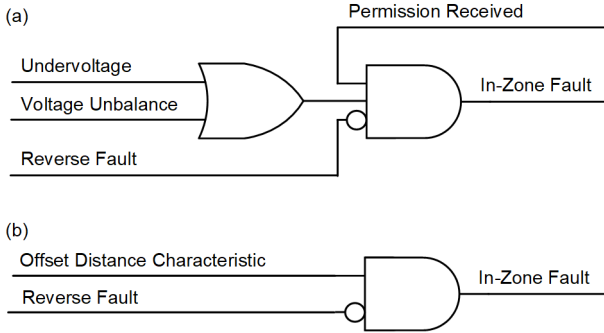 (a)
Permission Received
Undervoltage
In-Zone Fault
Voltage Unbalance
Reverse Fault
(b)
Offset Distance Characteristic
In-Zone Fault
Reverse Fault